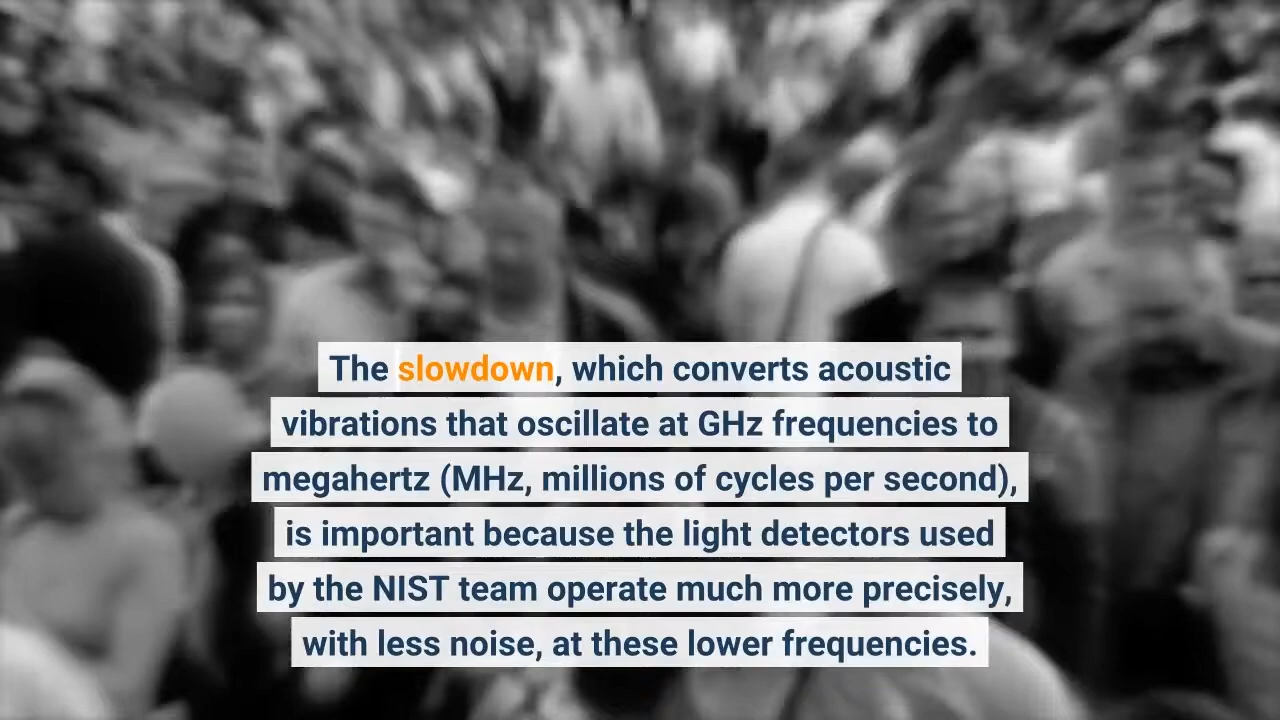 The slowdown, which converts acoustic
vibrations that oscillate at GHz frequencies to
megahertz (MHz, millions of cycles per second),
is important because the light detectors used
by the NIST team operate much more precisely,
with less noise, at these lower frequencies.